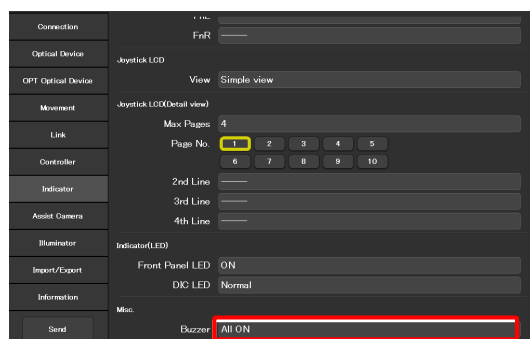 Connection
Optical Device
OPT Optical Device
Movement
Link
Controller
Indicator
Assist Camera
Illuminator
Import/Export
Information
Send
FnR -----
Joystick LCD
View Simple view
Joystick LCD(Detail view)
Max Pages 4
Page No. 1 2 3 4 5
6 7 8 9 10
2nd Line -----
3rd Line -----
4th Line -----
Indicator(LED)
Front Panel LED ON
DIC LED Normal
Misc.
Buzzer All ON